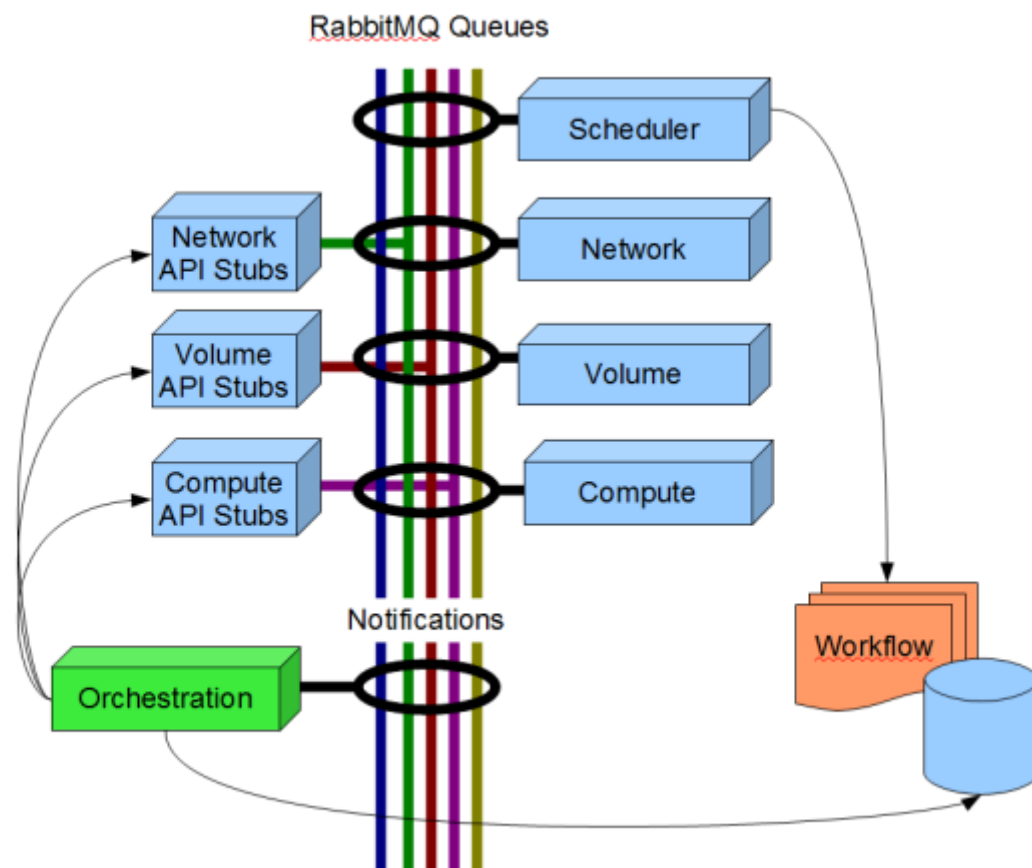 RabbitMQ Queues
Scheduler
Network
API Stubs
Network
Volume
API Stubs
Volume
Compute
API Stubs
Compute
Notifications
Workflow
Orchestration